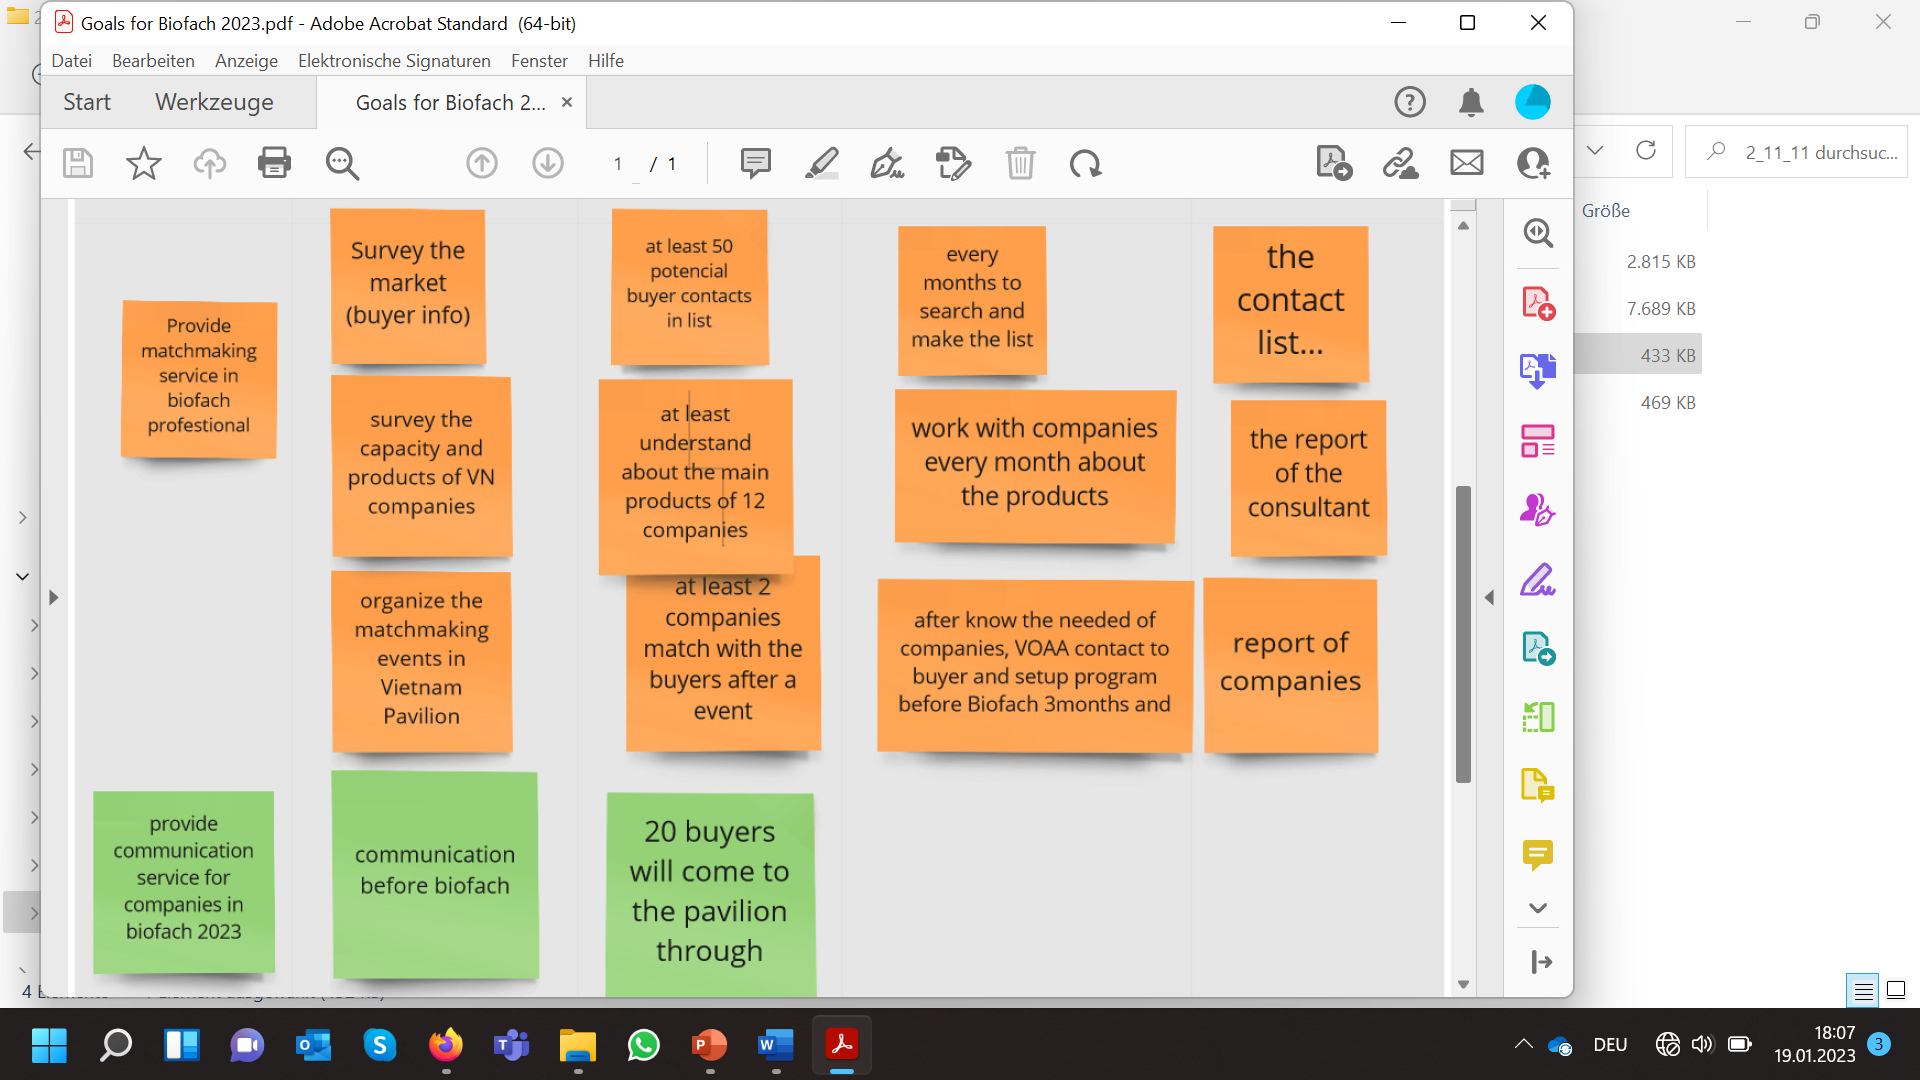 Goals for Biofach 2023.pdf - Adobe Acrobat Standard (64-bit)
Datei Bearbeiten Anzeige Elektronische Signaturen Fenster Hilfe
Start Werkzeuge Goals for Biofach 2...
1 / 1
2_11_11 durchsuc...
Größe
2.815 KB
7.689 KB
433 KB
469 KB
Provide
matchmaking
service in
biofach
profestional
Survey the
market
(buyer info)
at least 50
potencial
buyer contacts
in list
every
months to
search and
make the list
the
contact
list...
survey the
capacity and
products of VN
companies
at least
understand
about the main
products of 12
companies
work with companies
every month about
the products
the report
of the
consultant
organize the
matchmaking
events in
Vietnam
Pavilion
at least 2
companies
match with the
buyers after a
event
after know the needed of
companies, VOAA contact to
buyer and setup program
before Biofach 3months and
report of
companies
provide
communication
service for
companies in
biofach 2023
communication
before biofach
20 buyers
will come to
the pavilion
through
DEU
18:07
19.01.2023
3